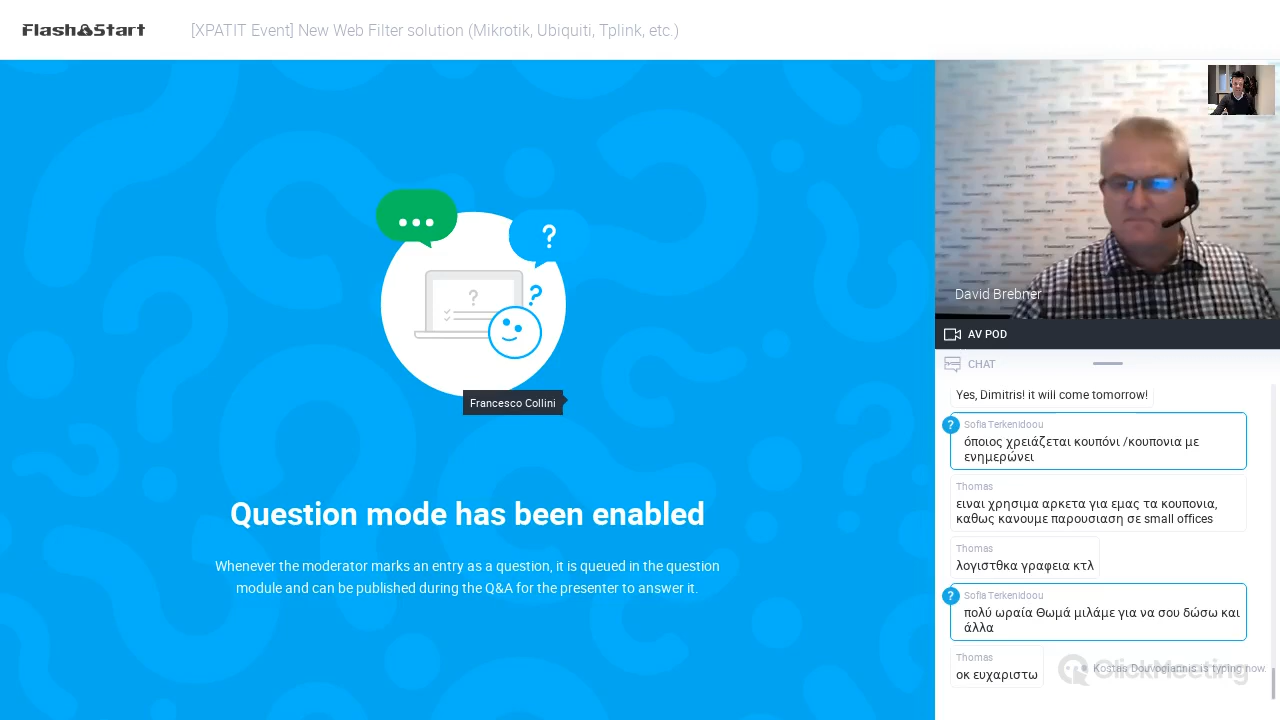 Flash&Start
[XPATIT Event] New Web Filter solution (Mikrotik, Ubiquiti, Tplink, etc.)
?
?
?
Francesco Collini
Question mode has been enabled
Whenever the moderator marks an entry as a question, it is queued in the question
module and can be published during the Q&A for the presenter to answer it.
David Brebner
AV POD
CHAT
Yes, Dimitris! it will come tomorrow!
?
Sofia Terkenidoou
όποιος χρειάζεται κουπόνι /κουπονια με
ενημερώνει
Thomas
ειναι χρησιμα αρκετα για εμας τα κουπονια,
καθως κανουμε παρουσιαση σε small offices
Thomas
λογιστθκα γραφεια κτλ
?
Sofia Terkenidoou
πολύ ωραία Θωμά μιλάμε για να σου δώσω και
άλλα
Thomas
οκ ευχαριστω
ClickMeeting
Kostas Douvogiannis is typing now.